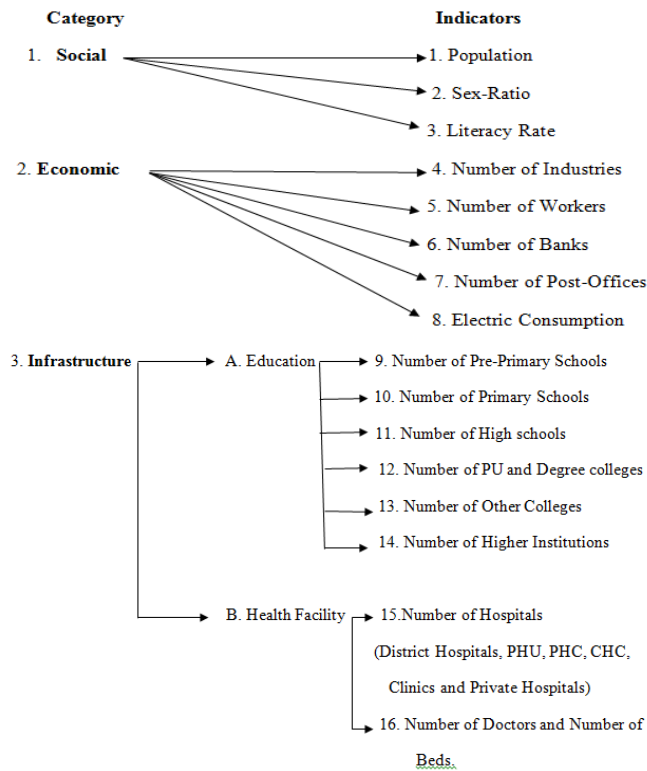 Category Indicators
1. Social 1. Population
2. Sex-Ratio
3. Literacy Rate
2. Economic 4. Number of Industries
5. Number of Workers
6. Number of Banks
7. Number of Post-Offices
8. Electric Consumption
3. Infrastructure A. Education 9. Number of Pre-Primary Schools
10. Number of Primary Schools
11. Number of High schools
12. Number of PU and Degree colleges
13. Number of Other Colleges
14. Number of Higher Institutions
B. Health Facility 15.Number of Hospitals
(District Hospitals, PHU, PHC, CHC,
Clinics and Private Hospitals)
16. Number of Doctors and Number of
Beds.